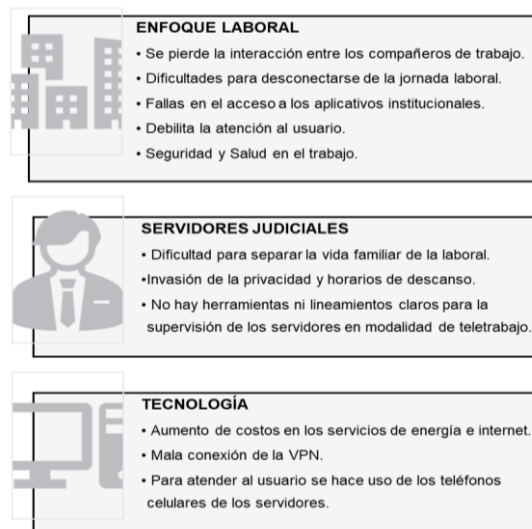 ENFOQUE LABORAL
• Se pierde la interacción entre los compañeros de trabajo.
• Dificultades para desconectarse de la jornada laboral.
• Fallas en el acceso a los aplicativos institucionales.
• Debilita la atención al usuario.
• Seguridad y Salud en el trabajo.
SERVIDORES JUDICIALES
• Dificultad para separar la vida familiar de la laboral.
•Invasión de la privacidad y horarios de descanso.
• No hay herramientas ni lineamientos claros para la
supervisión de los servidores en modalidad de teletrabajo.
TECNOLOGÍA
• Aumento de costos en los servicios de energía e internet.
• Mala conexión de la VPN.
• Para atender al usuario se hace uso de los teléfonos
celulares de los servidores.